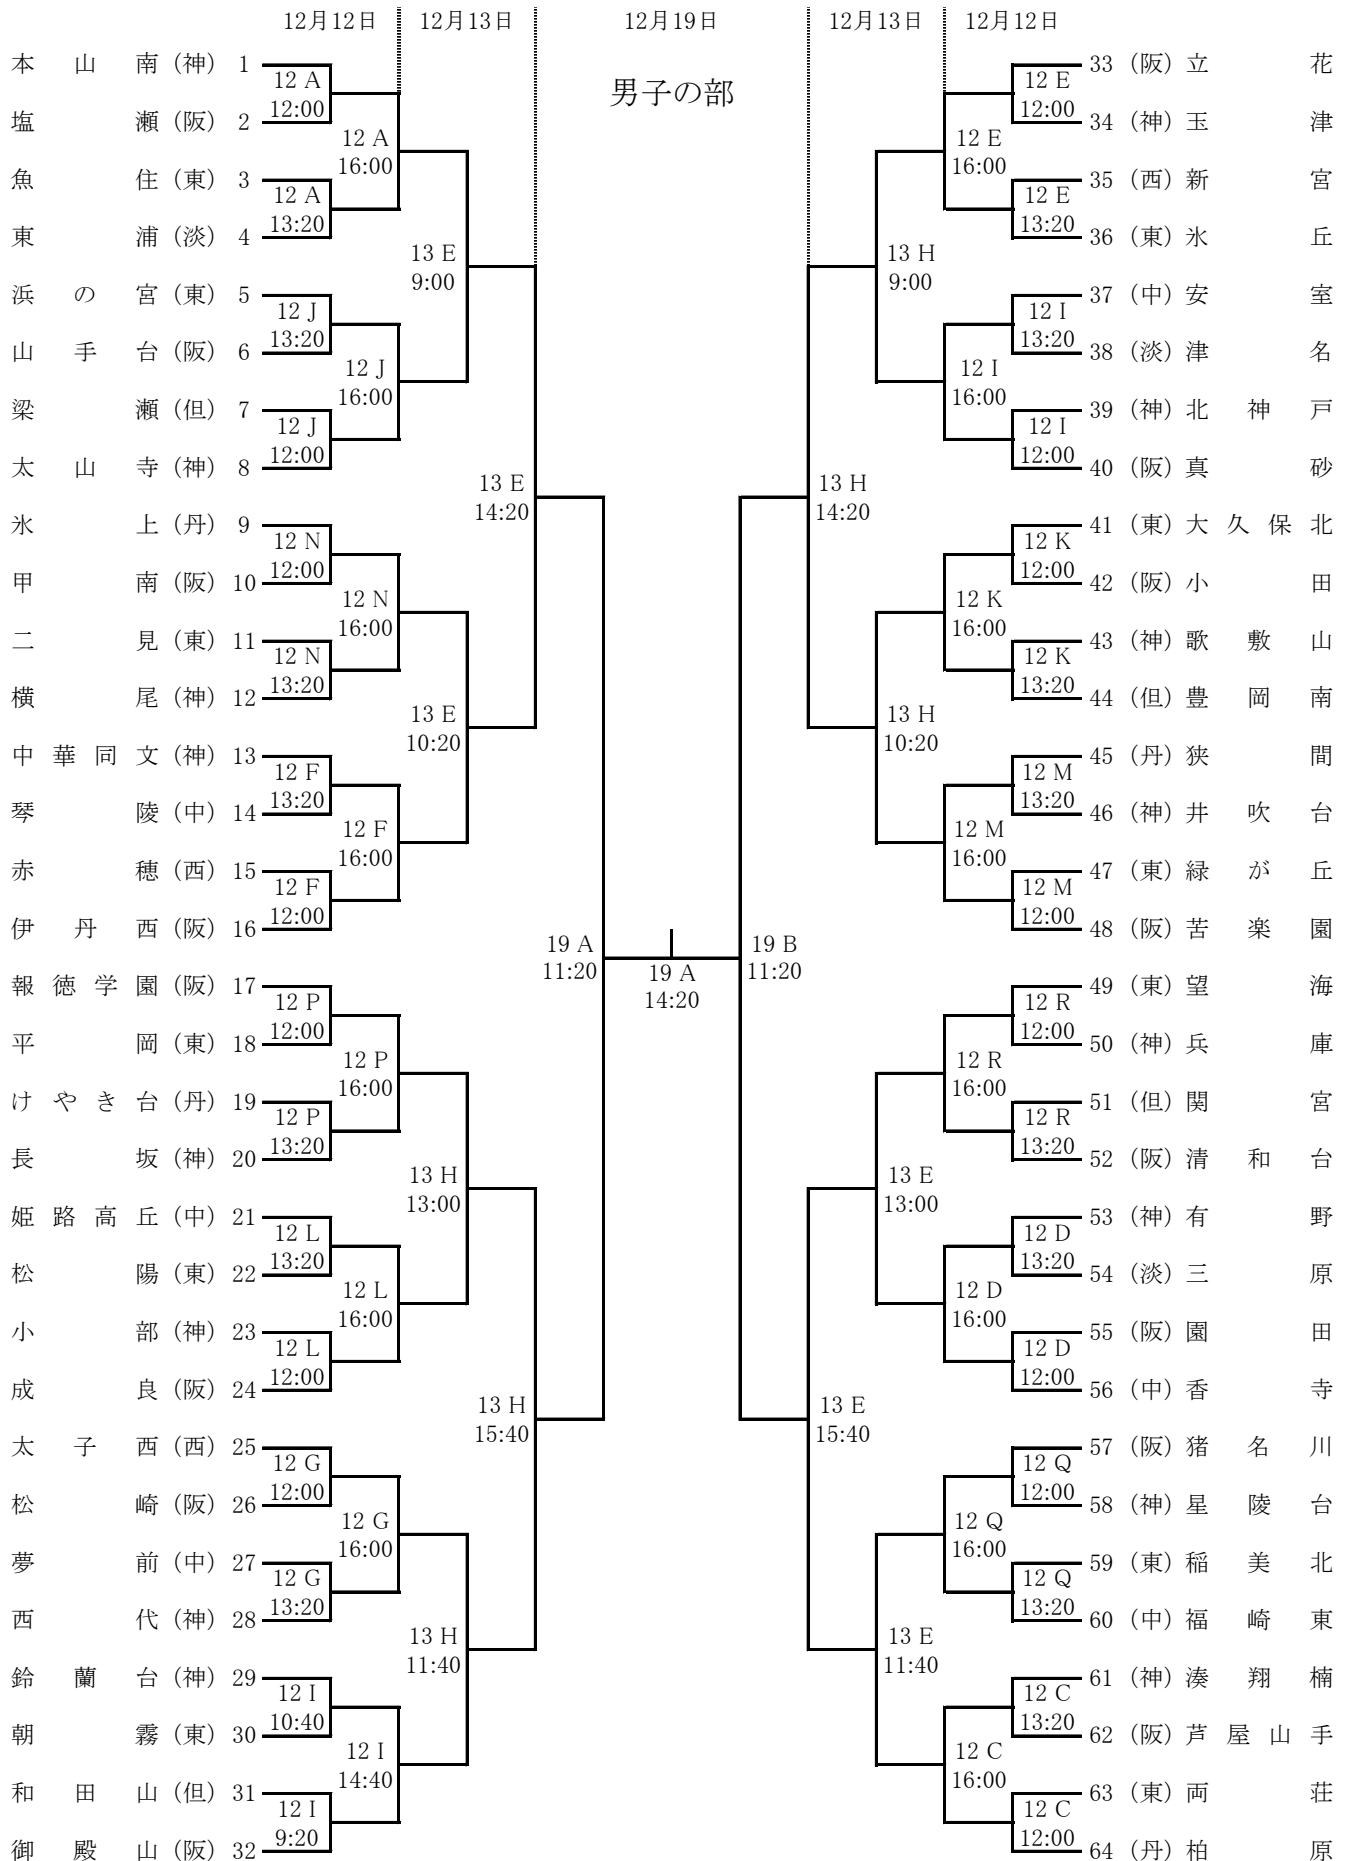 12月12日 12月13日 12月19日 12月13日 12月12日
男子の部
本山南（神） 1
12 A
12:00
塩瀬（阪） 2
12 A
16:00
魚住（東） 3
12 A
13:20
東浦（淡） 4
13 E
9:00
浜の宮（東） 5
12 J
13:20
山手台（阪） 6
12 J
16:00
梁瀬（但） 7
12 J
12:00
太山寺（神） 8
13 E
14:20
氷上（丹） 9
12 N
12:00
甲南（阪） 10
12 N
16:00
二見（東） 11
12 N
13:20
横尾（神） 12
13 E
10:20
中華同文（神） 13
12 F
13:20
琴陵（中） 14
12 F
16:00
赤穂（西） 15
12 F
12:00
伊丹西（阪） 16
19 A
11:20
報徳学園（阪） 17
12 P
12:00
平岡（東） 18
12 P
16:00
けやき台（丹） 19
12 P
13:20
長坂（神） 20
13 H
13:00
姫路高丘（中） 21
12 L
13:20
松陽（東） 22
12 L
16:00
小部（神） 23
12 L
12:00
成良（阪） 24
13 H
15:40
太子西（西） 25
12 G
12:00
松崎（阪） 26
12 G
16:00
夢前（中） 27
12 G
13:20
西代（神） 28
13 H
11:40
鈴蘭台（神） 29
12 I
10:40
朝霧（東） 30
12 I
14:40
和田山（但） 31
12 I
9:20
御殿山（阪） 32
19 A
14:20
33 （阪）立花
12 E
12:00
34 （神）玉津
12 E
16:00
35 （西）新宮
12 E
13:20
36 （東）氷丘
13 H
9:00
37 （中）安室
12 I
13:20
38 （淡）津名
12 I
16:00
39 （神）北神戸
12 I
12:00
40 （阪）真砂
13 H
14:20
41 （東）大久保北
12 K
12:00
42 （阪）小田
12 K
16:00
43 （神）歌敷山
12 K
13:20
44 （但）豊岡南
13 H
10:20
45 （丹）狭間
12 M
13:20
46 （神）井吹台
12 M
16:00
47 （東）緑が丘
12 M
12:00
48 （阪）苦楽園
19 B
11:20
49 （東）望海
12 R
12:00
50 （神）兵庫
12 R
16:00
51 （但）関宮
12 R
13:20
52 （阪）清和台
13 E
13:00
53 （神）有野
12 D
13:20
54 （淡）三原
12 D
16:00
55 （阪）園田
12 D
12:00
56 （中）香寺
13 E
15:40
57 （阪）猪名川
12 Q
12:00
58 （神）星陵台
12 Q
16:00
59 （東）稲美北
12 Q
13:20
60 （中）福崎東
13 E
11:40
61 （神）湊翔楠
12 C
13:20
62 （阪）芦屋山手
12 C
16:00
63 （東）両荘
12 C
12:00
64 （丹）柏原